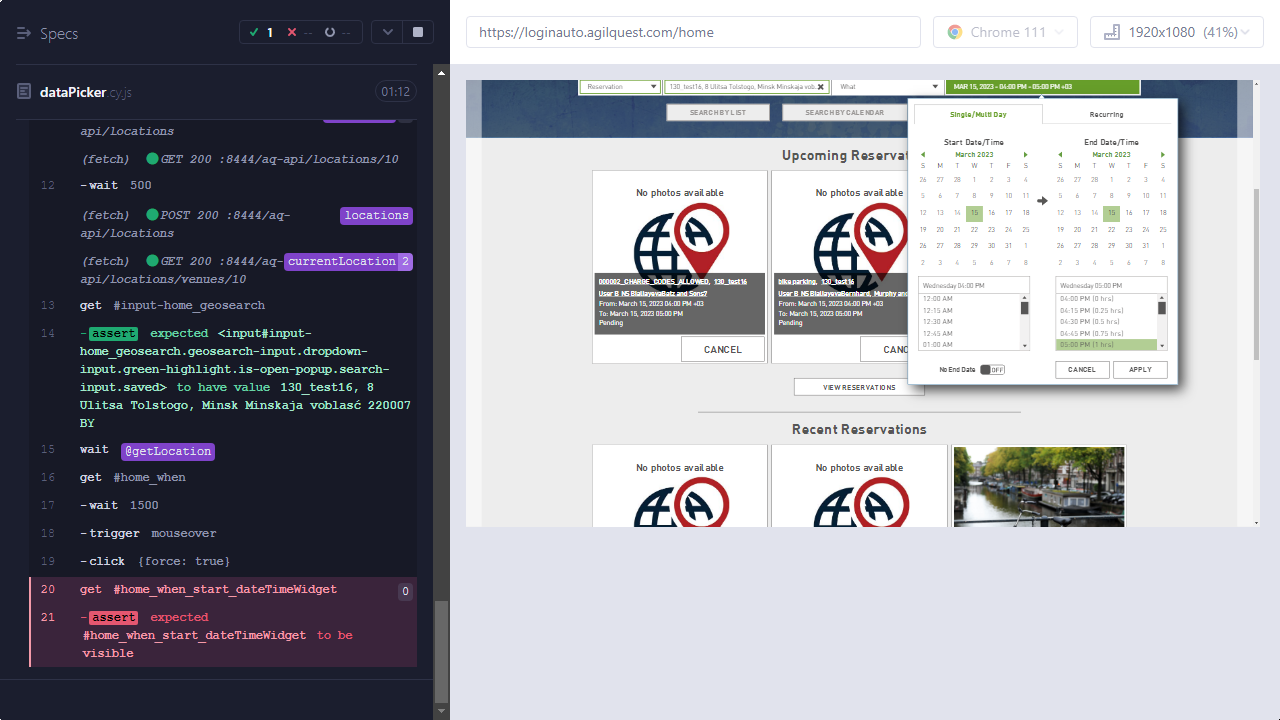 Specs
1
--
--
dataPicker.cy.js
01:12
api/locations
(fetch) GET 200 :8444/aq-api/locations/10
12 -wait 500
(fetch) POST 200 :8444/aq-api/locations locations
(fetch) GET 200 :8444/aq-api/locations/venues/10 currentLocation 2
13 get #input-home_geosearch
14 -assert expected <input#input-
home_geosearch.geosearch-input.dropdown-
input.green-highlight.is-open-popup.search-
input.saved> to have value 130_test16, 8
Ulitsa Tolstogo, Minsk Minskaja voblasć 220007
BY
15 wait @getLocation
16 get #home_when
17 -wait 1500
18 -trigger mouseover
19 -click {force: true}
20 get #home_when_start_dateTimeWidget 0
21 -assert expected
#home_when_start_dateTimeWidget to be
visible
https://loginauto.agilquest.com/home
Chrome 111
1920x1080 (41%)
Reservation
130_test16, 8 Ulitsa Tolstogo, Minsk Minskaja vob.
What
MAR 15, 2023 - 04:00 PM - 05:00 PM +03
SEARCH BY LIST
SEARCH BY CALENDAR
Upcoming Reservat
No photos available
000002_CHARGE_CODES_ALLOWED, 130_test16
User B NS BlatlayevaBatz and Sons?
From: March 15, 2023 04:00 PM +03
To: March 15, 2023 05:00 PM
Pending
CANCEL
No photos available
bike parking, 130_test16
User B NS BlatlayevaBernhard, Murphy and
From: March 15, 2023 04:00 PM +03
To: March 15, 2023 05:00 PM
Pending
CANC
VIEW RESERVATIONS
Recent Reservations
No photos available
No photos available
Single/Multi Day
Recurring
Start Date/Time
March 2023
S M T W T F S
26 27 28 1 2 3 4
5 6 7 8 9 10 11
12 13 14 15 16 17 18
19 20 21 22 23 24 25
26 27 28 29 30 31 1
2 3 4 5 6 7 8
Wednesday 04:00 PM
12:00 AM
12:15 AM
12:30 AM
12:45 AM
01:00 AM
End Date/Time
March 2023
S M T W T F S
26 27 28 1 2 3 4
5 6 7 8 9 10 11
12 13 14 15 16 17 18
19 20 21 22 23 24 25
26 27 28 29 30 31 1
2 3 4 5 6 7 8
Wednesday 05:00 PM
04:00 PM (0 hrs)
04:15 PM (0.25 hrs)
04:30 PM (0.5 hrs)
04:45 PM (0.75 hrs)
05:00 PM (1 hrs)
No End Date OFF
CANCEL
APPLY